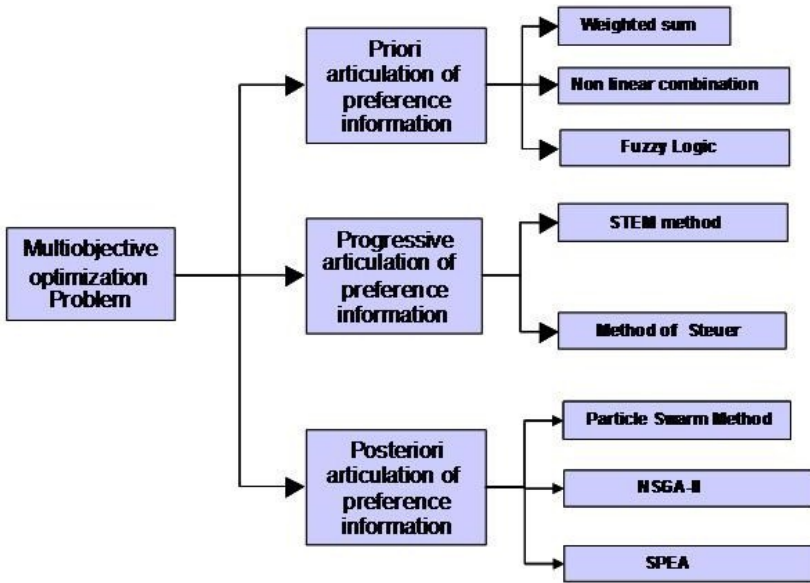 Multiobjective
optimization
Problem
Priori
articulation of
preference
information
Weighted sum
Non linear combination
Fuzzy Logic
Progressive
articulation of
preference
information
STEM method
Method of Steuer
Posteriori
articulation of
preference
information
Particle Swarm Method
NSGA-II
SPEA